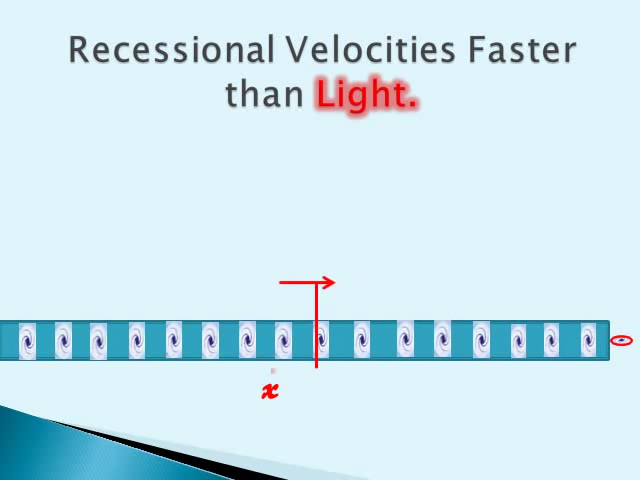 Recessional Velocities Faster
than Light.
x